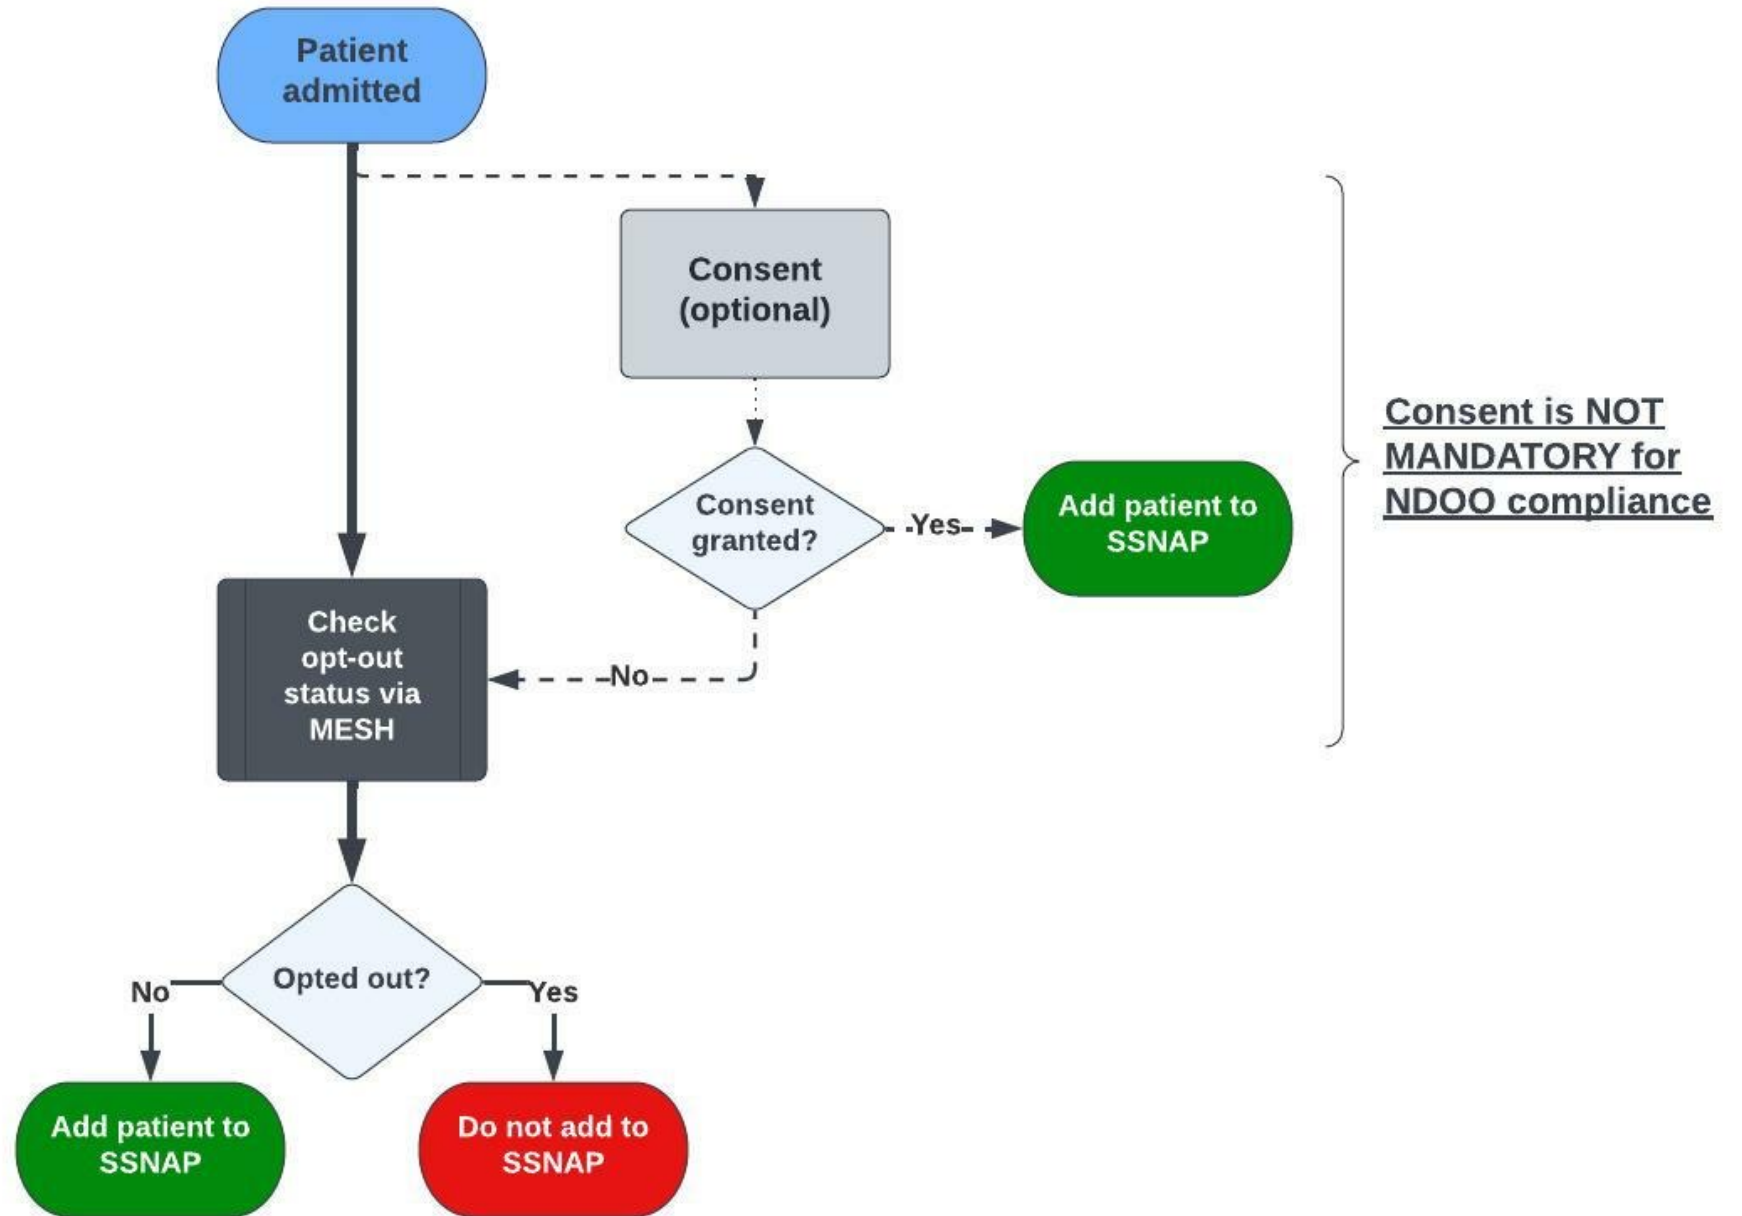 Patient
admitted
Consent
(optional)
Consent is NOT
MANDATORY for
NDOO compliance
Consent
granted?
Yes
Add patient to
SSNAP
Check
opt-out
status via
MESH
No
Opted out?
No
Yes
Add patient to
SSNAP
Do not add to
SSNAP